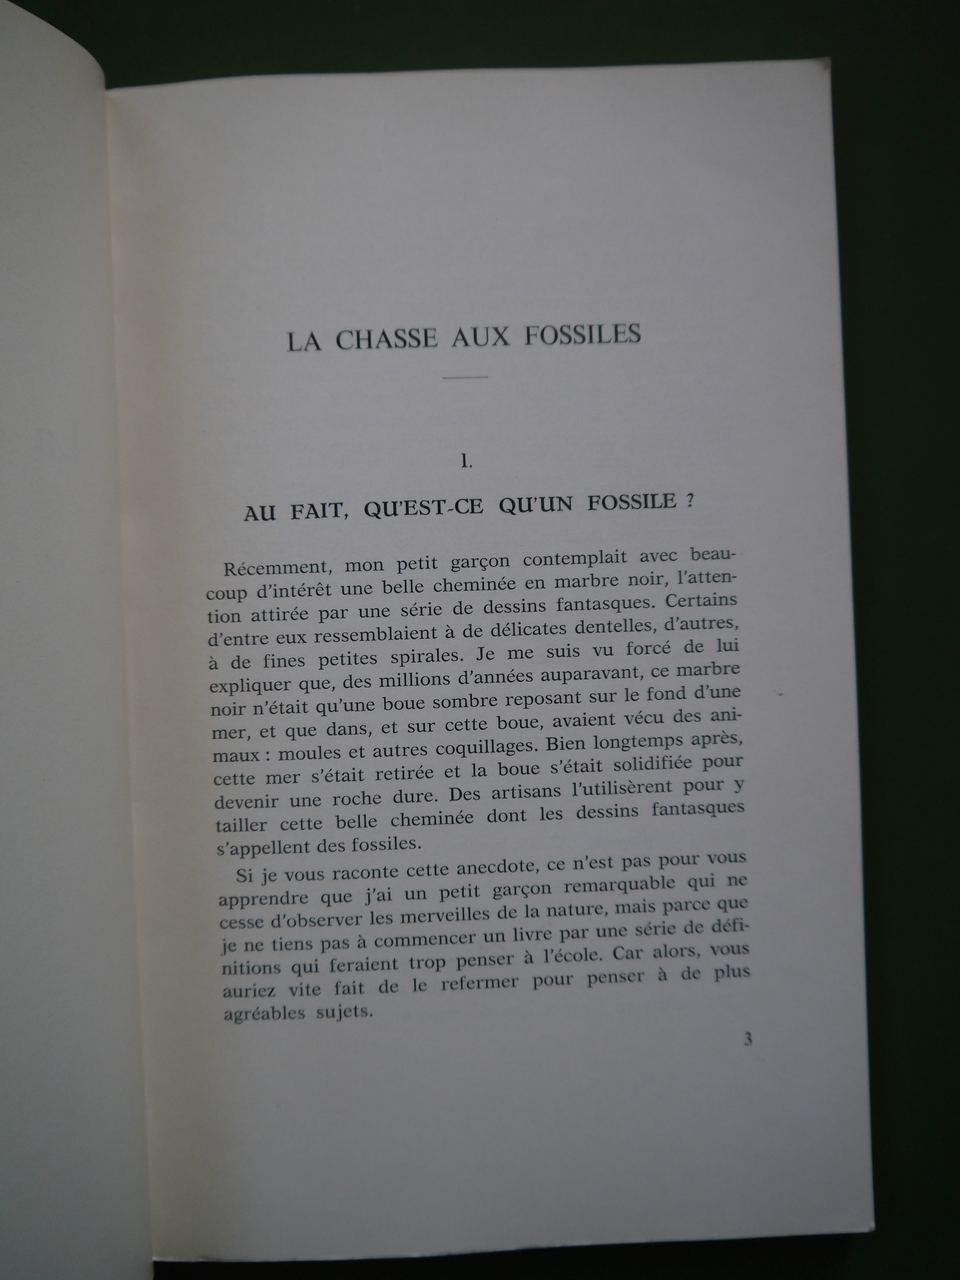 LA CHASSE AUX FOSSILES
1.
AU FAIT, QU'EST-CE QU'UN FOSSILE ?
Récemment, mon petit garçon contemplait avec beau-
coup d'intérêt une belle cheminée en marbre noir, l'atten-
tion attirée par une série de dessins fantasques. Certains
d'entre eux ressemblaient à de délicates dentelles, d'autres,
à de fines petites spirales. Je me suis vu forcé de lui
expliquer que, des millions d'années auparavant, ce marbre
noir n'était qu'une boue sombre reposant sur le fond d'une
mer, et que dans, et sur cette boue, avaient vécu des ani-
maux : moules et autres coquillages. Bien longtemps après,
cette mer s'était retirée et la boue s'était solidifiée pour
devenir une roche dure. Des artisans l'utilisèrent pour y
tailler cette belle cheminée dont les dessins fantasques
s'appellent des fossiles.
Si je vous raconte cette anecdote, ce n'est pas pour vous
apprendre que j'ai un petit garçon remarquable qui ne
cesse d'observer les merveilles de la nature, mais parce que
je ne tiens pas à commencer un livre par une série de défi-
nitions qui feraient trop penser à l'école. Car alors, vous
auriez vite fait de le refermer pour penser à de plus
agréables sujets.
3